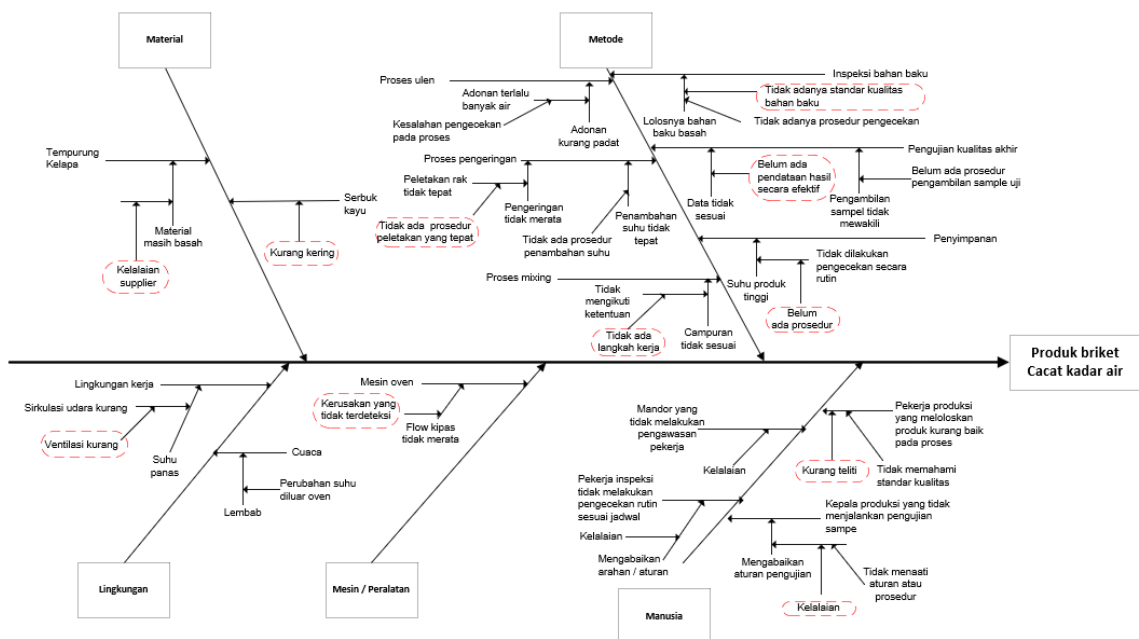 Material
Metode
Proses ulen
Adonan terlalu
banyak air
Kesalahan pengecekan
pada proses
Adonan
kurang padat
Inspeksi bahan baku
Tidak adanya standar kualitas
bahan baku
Lolosnya bahan
baku basah
Tidak adanya prosedur pengecekan
Tempurung
Kelapa
Material
masih basah
Kelalaian
supplier
Serbuk
kayu
Kurang kering
Proses pengeringan
Peletakan rak
tidak tepat
Tidak ada prosedur
peletakan yang tepat
Pengeringan
tidak merata
Tidak ada prosedur
penambahan suhu
Penambahan
suhu tidak
tepat
Pengujian kualitas akhir
Belum ada
pendataan hasil
secara efektif
Data tidak
sesuai
Belum ada prosedur
pengambilan sample uji
Pengambilan
sampel tidak
mewakili
Penyimpanan
Tidak dilakukan
pengecekan secara
rutin
Suhu produk
tinggi
Belum
ada prosedur
Proses mixing
Tidak
mengikuti
ketentuan
Tidak ada
langkah kerja
Campuran
tidak sesuai
Produk briket
Cacat kadar air
Lingkungan kerja
Sirkulasi udara kurang
Ventilasi kurang
Suhu
panas
Cuaca
Perubahan suhu
diluar oven
Lembab
Mesin oven
Kerusakan yang
tidak terdeteksi
Flow kipas
tidak merata
Mandor yang
tidak melakukan
pengawasan
pekerja
Kelalaian
Pekerja produksi
yang meloloskan
produk kurang baik
pada proses
Kurang teliti
Tidak memahami
standar kualitas
Pekerja inspeksi
tidak melakukan
pengecekan rutin
sesuai jadwal
Kelalaian
Mengabaikan
arahan / aturan
Kepala produksi yang tidak
menjalankan pengujian
sampe
Mengabaikan
aturan pengujian
Tidak menaati
aturan atau
prosedur
Kelalaian
Lingkungan
Mesin / Peralatan
Manusia